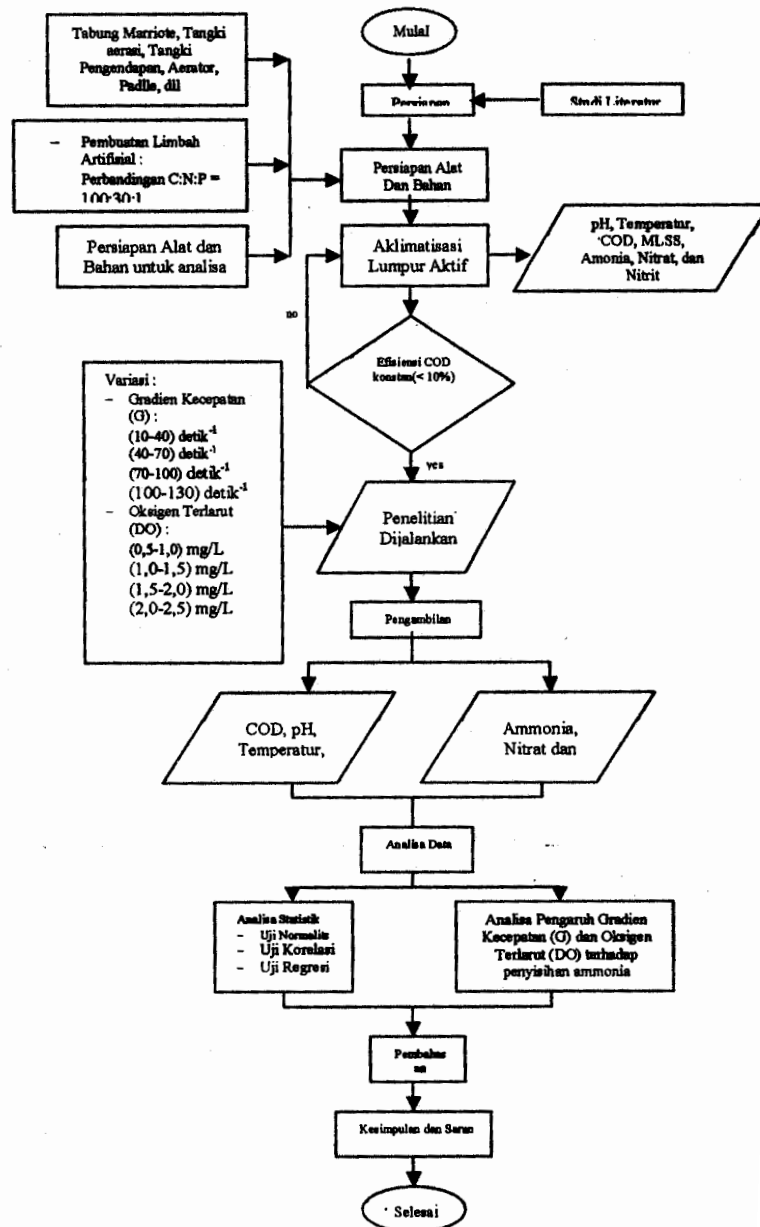 Mulai
Tabung Marriote, Tangki
aerasi, Tangki
Pengendapan, Aerator,
Padlle, dll
Persiapan
Studi Literatur
– Pembuatan Limbah
Artifisial :
Perbandingan C:N:P =
100:30:1
Persiapan Alat
Dan Bahan
Persiapan Alat dan
Bahan untuk analisa
Aklimatisasi
Lumpur Aktif
pH, Temperatur,
COD, MLSS,
Amonia, Nitrat, dan
Nitrit
no
Efisiensi COD
konstan(< 10%)
yes
Variasi :
– Gradien Kecepatan
(G) :
(10-40) detik⁻¹
(40-70) detik⁻¹
(70-100) detik⁻¹
(100-130) detik⁻¹
– Oksigen Terlarut
(DO) :
(0,5-1,0) mg/L
(1,0-1,5) mg/L
(1,5-2,0) mg/L
(2,0-2,5) mg/L
Penelitian
Dijalankan
Pengambilan
COD, pH,
Temperatur,
Ammonia,
Nitrat dan
Analisa Data
Analisa Statistik
– Uji Normalits
– Uji Korelasi
– Uji Regresi
Analisa Pengaruh Gradien
Kecepatan (G) dan Oksigen
Terlarut (DO) terhadap
penyisihan ammonia
Pembahas
an
Kesimpulan dan Saran
Selesai